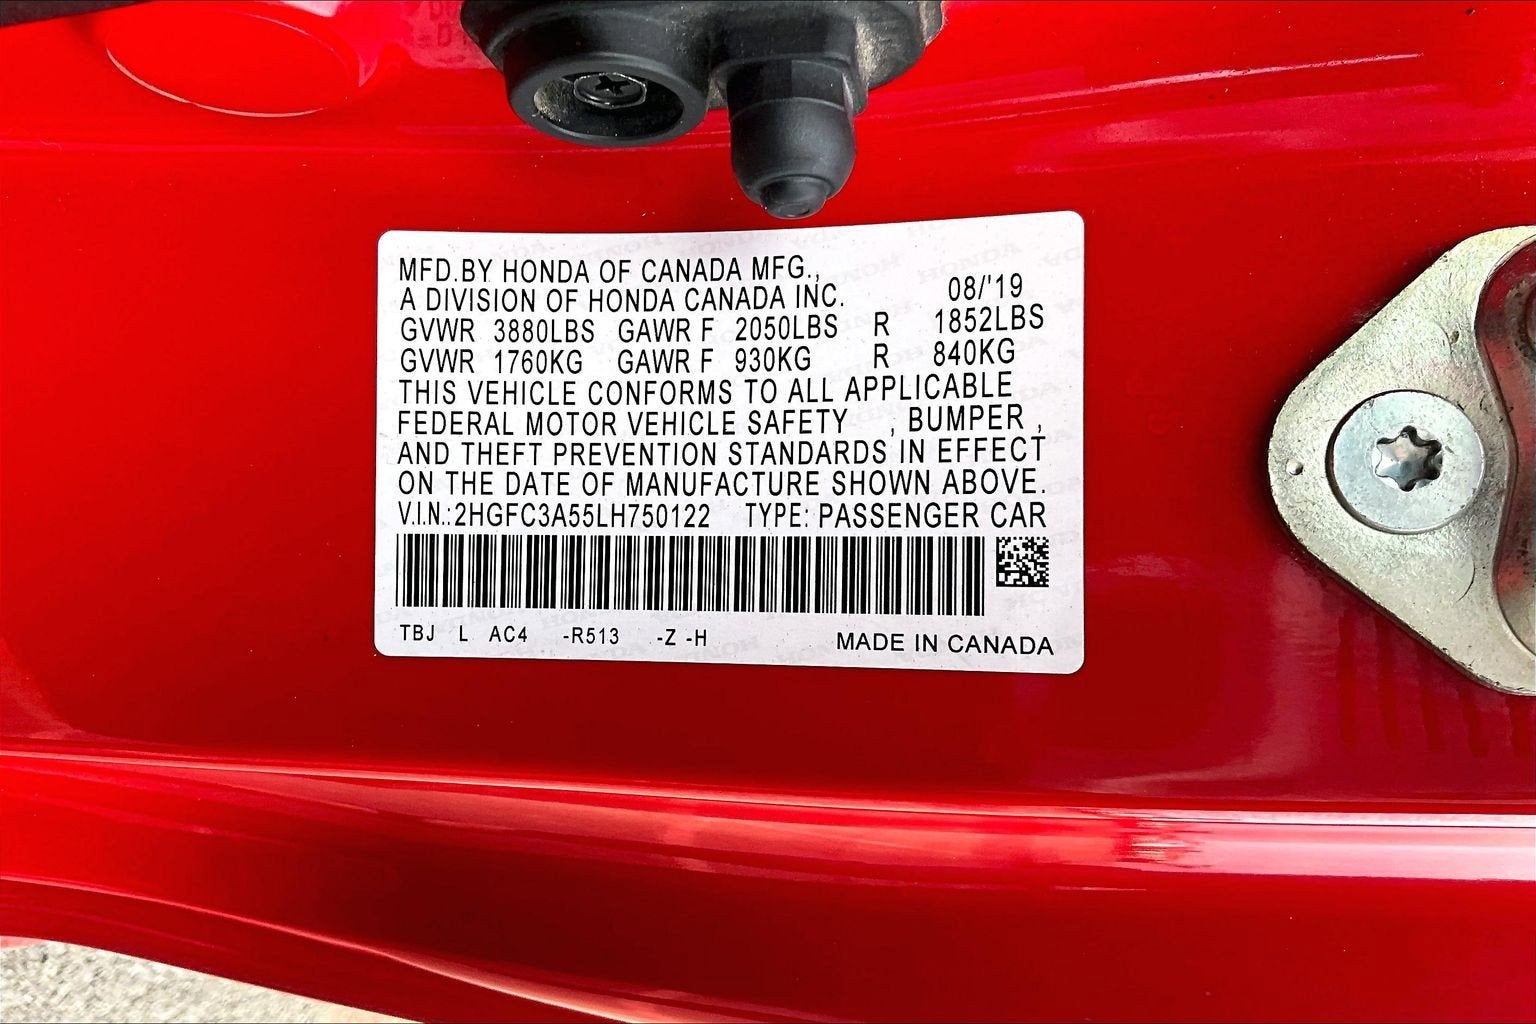 MFD.BY HONDA OF CANADA MFG.,
A DIVISION OF HONDA CANADA INC. 08/'19
GVWR 3880LBS GAWR F 2050LBS R 1852LBS
GVWR 1760KG GAWR F 930KG R 840KG
THIS VEHICLE CONFORMS TO ALL APPLICABLE
FEDERAL MOTOR VEHICLE SAFETY , BUMPER ,
AND THEFT PREVENTION STANDARDS IN EFFECT
ON THE DATE OF MANUFACTURE SHOWN ABOVE.
V.I.N.:2HGFC3A55LH750122 TYPE: PASSENGER CAR
TBJ L AC4 -R513 -Z -H MADE IN CANADA